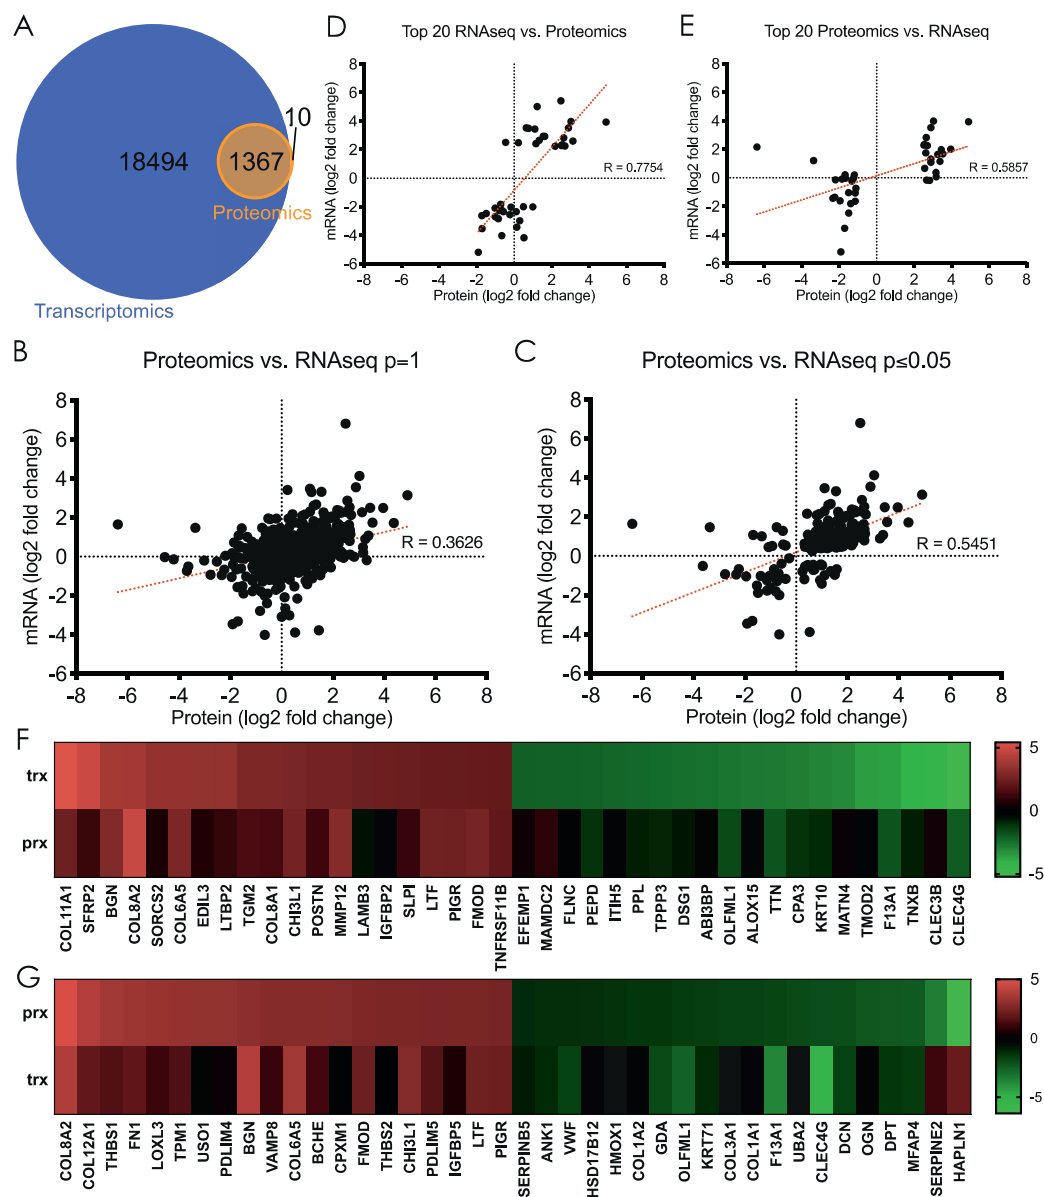 A
18494
1367
10
Proteomics
Transcriptomics
D
Top 20 RNAseq vs. Proteomics
mRNA (log2 fold change)
8
6
4
2
0
-2
-4
-6
R = 0.7754
-8 -6 -4 -2 0 2 4 6 8
Protein (log2 fold change)
E
Top 20 Proteomics vs. RNAseq
mRNA (log2 fold change)
8
6
4
2
0
-2
-4
-6
R = 0.5857
-8 -6 -4 -2 0 2 4 6 8
Protein (log2 fold change)
B
Proteomics vs. RNAseq p=1
mRNA (log2 fold change)
8
6
4
2
0
-2
-4
-6
R = 0.3626
-8 -6 -4 -2 0 2 4 6 8
Protein (log2 fold change)
C
Proteomics vs. RNAseq p≤0.05
mRNA (log2 fold change)
8
6
4
2
0
-2
-4
-6
R = 0.5451
-8 -6 -4 -2 0 2 4 6 8
Protein (log2 fold change)
F
trx
prx
COL11A1
SFRP2
BGN
COL8A2
SORCS2
COL6A5
EDIL3
LTBP2
TGM2
COL8A1
CHI3L1
POSTN
MMP12
LAMB3
IGFBP2
SLPI
LTF
PIGR
FMOD
TNFRSF11B
EFEMP1
MAMDC2
FLNC
PEPD
ITIH5
PPL
TPPP3
DSG1
ABI3BP
OLFML1
ALOX15
TTN
CPA3
KRT10
MATN4
TMOD2
F13A1
TNXB
CLEC3B
CLEC4G
5
0
-5
G
prx
trx
COL8A2
COL12A1
THBS1
FN1
LOXL3
TPM1
USO1
PDLIM4
BGN
VAMP8
COL6A5
BCHE
CPXM1
FMOD
THBS2
CHI3L1
PDLIM5
IGFBP5
LTF
PIGR
SERPINB5
ANK1
VWF
HSD17B12
HMOX1
COL1A2
GDA
OLFML1
KRT71
COL3A1
COL1A1
F13A1
UBA2
CLEC4G
DCN
OGN
DPT
MFAP4
SERPINE2
HAPLN1
5
0
-5